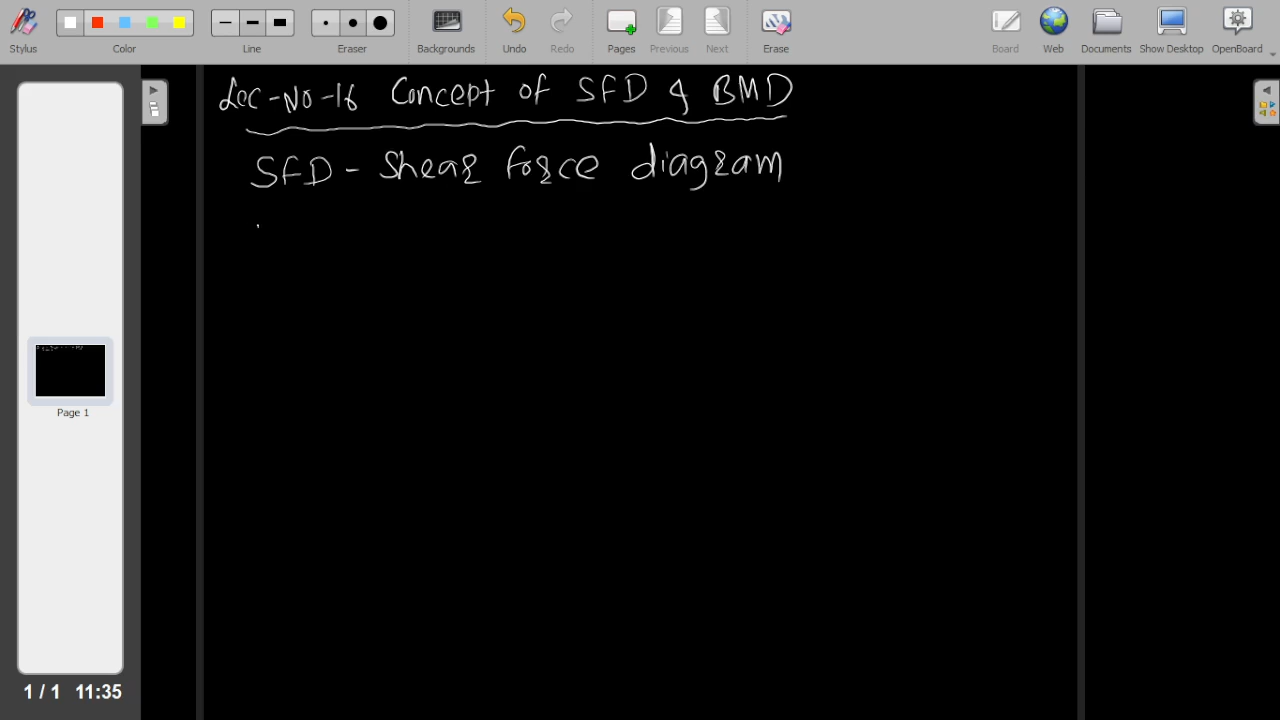 Stylus
Color
Line
Eraser
Backgrounds
Undo
Redo
Pages
Previous
Next
Erase
Board
Web
Documents
Show Desktop
OpenBoard
Lec-No-16 Concept of SFD & BMD
SFD - Shear force diagram
Page 1
1 / 1 11:35